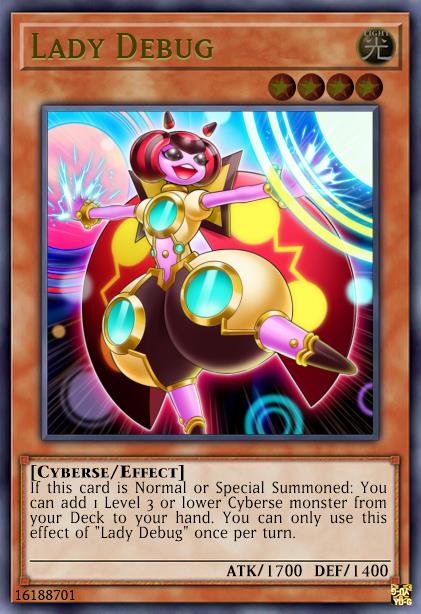 LADY DEBUG
LIGHT
光
[CYBERSE/EFFECT]
If this card is Normal or Special Summoned: You
can add 1 Level 3 or lower Cyberse monster from
your Deck to your hand. You can only use this
effect of "Lady Debug" once per turn.
ATK/1700 DEF/1400
16188701